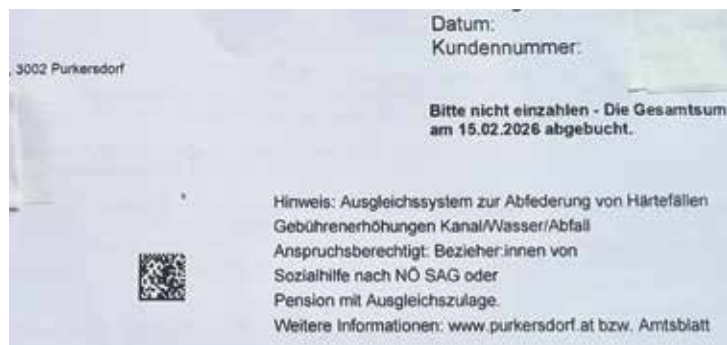 Datum:
Kundennummer:
, 3002 Purkersdorf
Bitte nicht einzahlen - Die Gesamtsum
am 15.02.2026 abgebucht.
Hinweis: Ausgleichssystem zur Abfederung von Härtefällen
Gebührenerhöhungen Kanal/Wasser/Abfall
Anspruchsberechtigt: Bezieher:innen von
Sozialhilfe nach NÖ SAG oder
Pension mit Ausgleichszulage.
Weitere Informationen: www.purkersdorf.at bzw. Amtsblatt